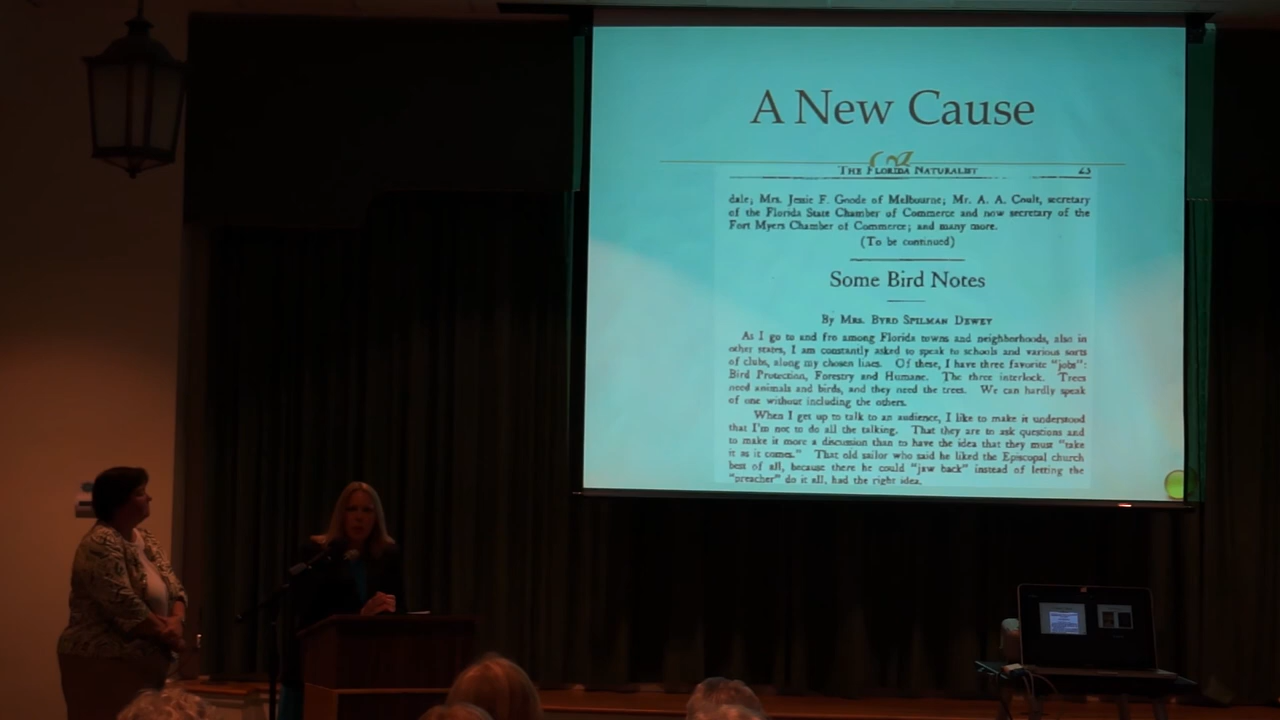 A New Cause
THE FLORIDA NATURALIST 23
dale; Mrs. Jessie F. Goode of Melbourne; Mr. A. A. Coult, secretary
of the Florida State Chamber of Commerce and now secretary of the
Fort Myers Chamber of Commerce; and many more.
(To be continued)
Some Bird Notes
By MRS. BYRD SPILMAN DEWEY
As I go to and fro among Florida towns and neighborhoods, also in
other states, I am constantly asked to speak to schools and various sorts
of clubs, along my chosen lines. Of these, I have three favorite "jobs":
Bird Protection, Forestry and Humane. The three interlock. Trees
need animals and birds, and they need the trees. We can hardly speak
of one without including the others.
When I get up to talk to an audience, I like to make it understood
that I'm not to do all the talking. That they are to ask questions and
to make it more a discussion than to have the idea that they must "take
it as it comes." That old sailor who said he liked the Episcopal church
best of all, because there he could "jaw back" instead of letting the
"preacher" do it all, had the right idea.